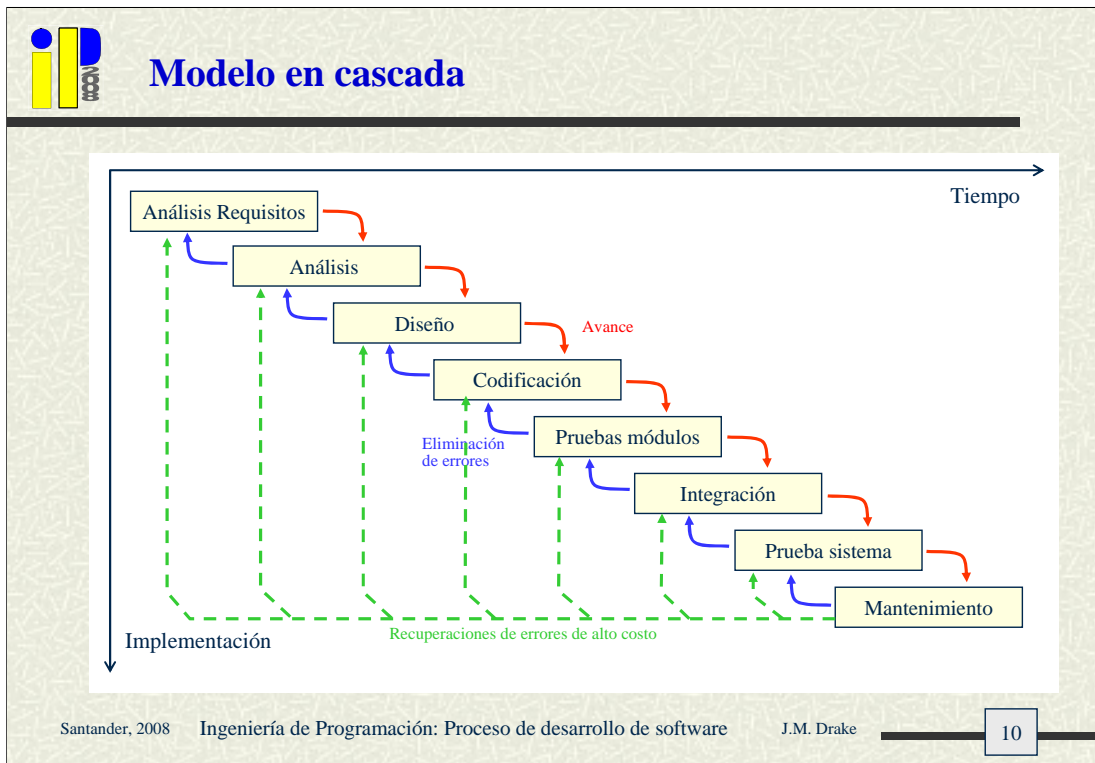 iIP 2008
Modelo en cascada
Tiempo
Análisis Requisitos
Análisis
Diseño
Avance
Codificación
Eliminación
de errores
Pruebas módulos
Integración
Prueba sistema
Mantenimiento
Recuperaciones de errores de alto costo
Implementación
Santander, 2008 Ingeniería de Programación: Proceso de desarrollo de software J.M. Drake 10